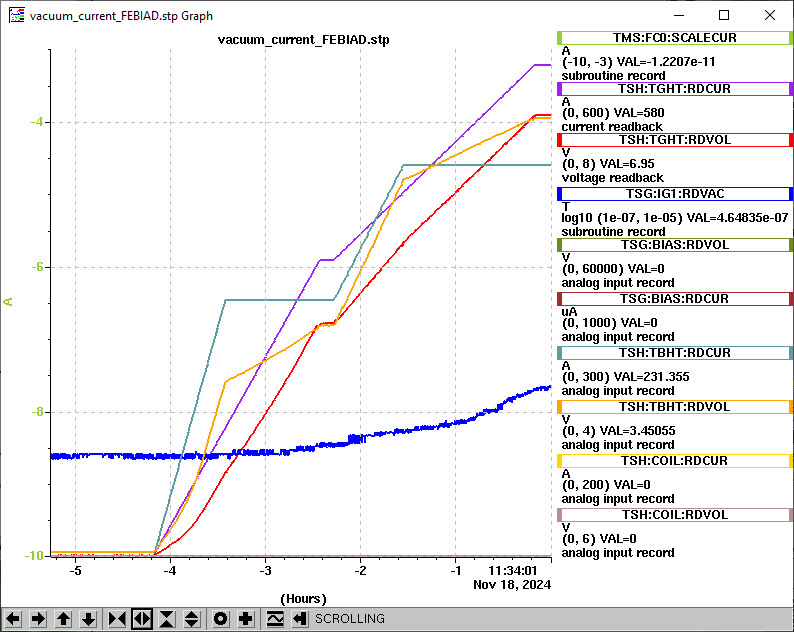 vacuum_current_FEBIAD.stp Graph
vacuum_current_FEBIAD.stp
TMS:FC0:SCALECUR
A
(-10, -3) VAL=-1.2207e-11
subroutine record
TSH:TGHT:RDCUR
A
(0, 600) VAL=580
current readback
TSH:TGHT:RDVOL
V
(0, 8) VAL=6.95
voltage readback
TSG:IG1:RDVAC
T
log10 (1e-07, 1e-05) VAL=4.64835e-07
subroutine record
TSG:BIAS:RDVOL
V
(0, 60000) VAL=0
analog input record
TSG:BIAS:RDCUR
uA
(0, 1000) VAL=0
analog input record
TSH:TBHT:RDCUR
A
(0, 300) VAL=231.355
analog input record
TSH:TBHT:RDVOL
V
(0, 4) VAL=3.45055
analog input record
TSH:COIL:RDCUR
A
(0, 200) VAL=0
analog input record
TSH:COIL:RDVOL
V
(0, 6) VAL=0
analog input record
-4
-6
A
-8
-10
-5 -4 -3 -2 -1 11:34:01
Nov 18, 2024
(Hours)
SCROLLING